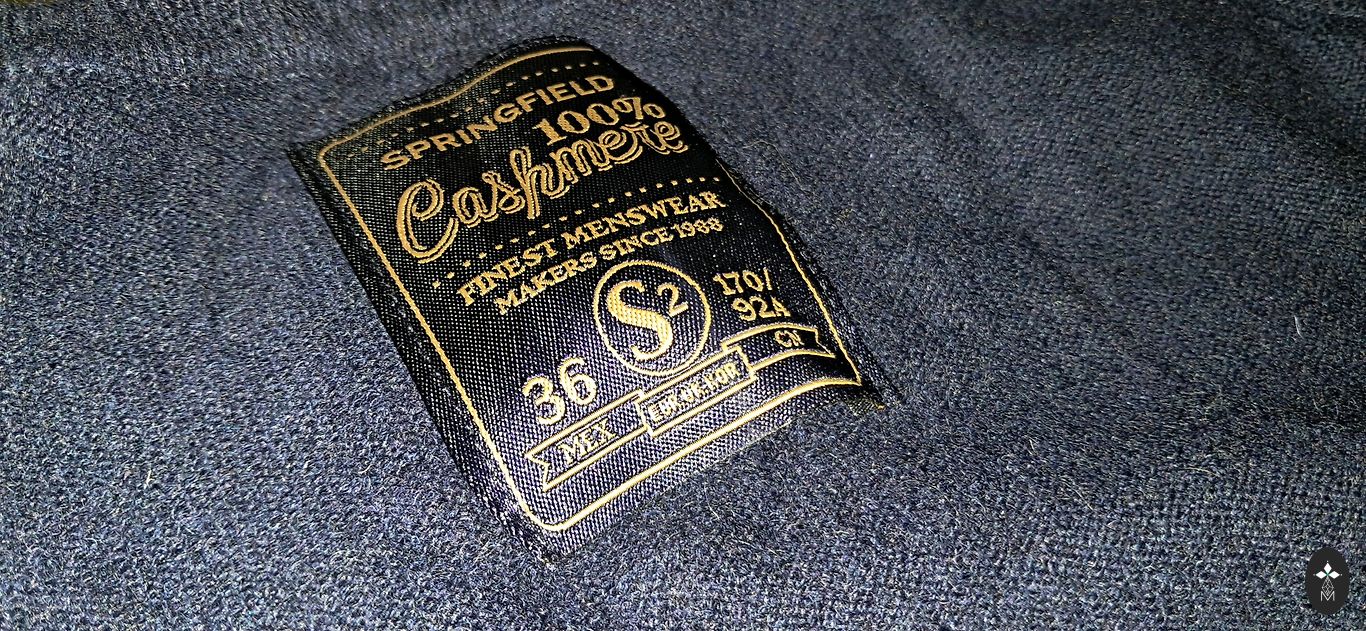 SPRINGFIELD
100%
Cashmere
FINEST MENSWEAR
MAKERS SINCE 1988
S²
170/
92A
36
MEX
CN
M